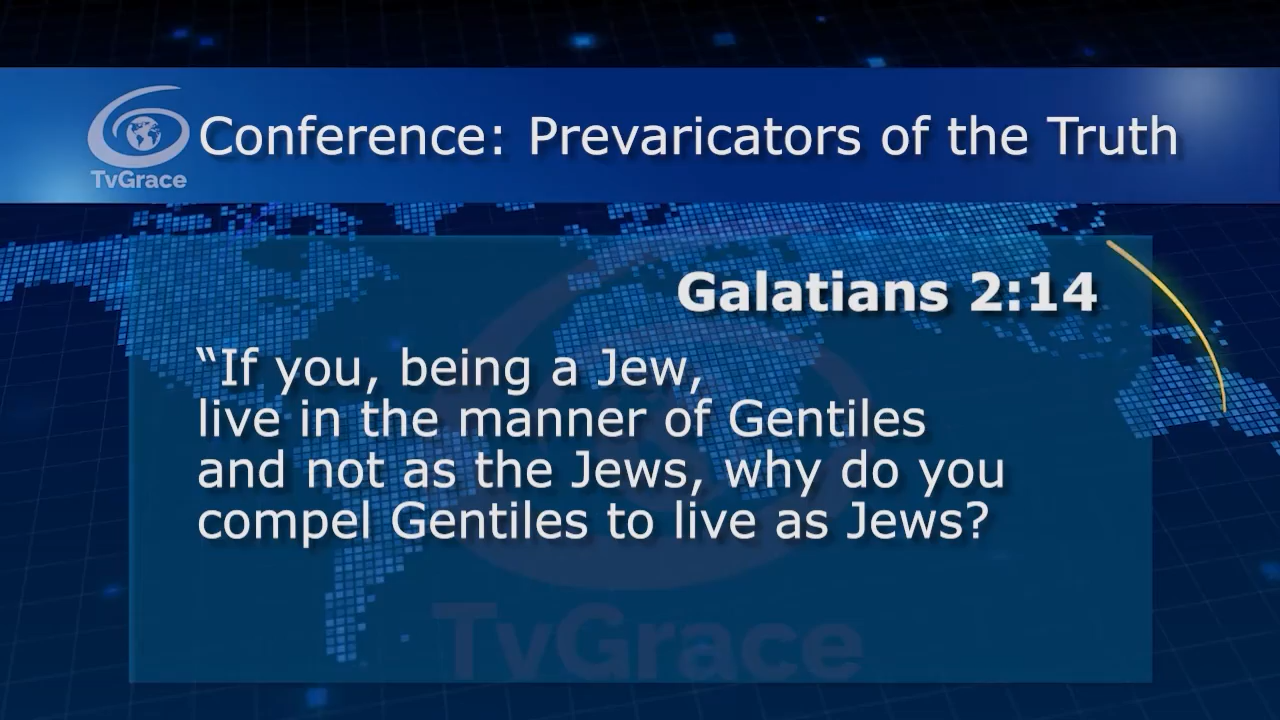 Conference: Prevaricators of the Truth
TvGrace
Galatians 2:14
“If you, being a Jew,
live in the manner of Gentiles
and not as the Jews, why do you
compel Gentiles to live as Jews?
TvGrace